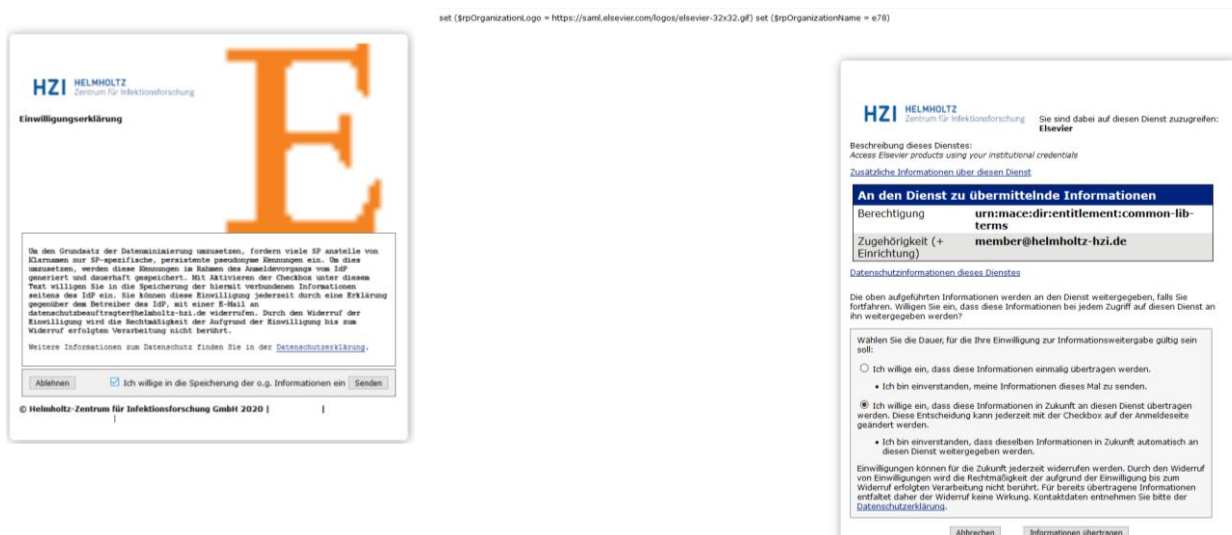 set ($rpOrganizationLogo = https://saml.elsevier.com/logos/elsevier-32x32.gif) set ($rpOrganizationName = e78)
HZI HELMHOLTZ
Zentrum für Infektionsforschung
Einwilligungserklärung
E
Um den Grundsatz der Datenminimierung umzusetzen, fordern viele SP anstelle von
Klarnamen nur SP-spezifische, persistente pseudonyme Kennungen ein. Um dies
umzusetzen, werden diese Kennungen im Rahmen des Anmeldevorgangs vom IdP
generiert und dauerhaft gespeichert. Mit Aktivieren der Checkbox unter diesem
Text willigen Sie in die Speicherung der hiermit verbundenen Informationen
seitens des IdP ein. Sie können diese Einwilligung jederzeit durch eine Erklärung
gegenüber dem Betreiber des IdP, mit einer E-Mail an
datenschutzbeauftragter@helmholtz-hzi.de widerrufen. Durch den Widerruf der
Einwilligung wird die Rechtmäßigkeit der Aufgrund der Einwilligung bis zum
Widerruf erfolgten Verarbeitung nicht berührt.
Weitere Informationen zum Datenschutz finden Sie in der Datenschutzerklärung.
Ablehnen Ich willige in die Speicherung der o.g. Informationen ein Senden
© Helmholtz-Zentrum für Infektionsforschung GmbH 2020 | |
|
HZI HELMHOLTZ
Zentrum für Infektionsforschung
Sie sind dabei auf diesen Dienst zuzugreifen:
Elsevier
Beschreibung dieses Dienstes:
Access Elsevier products using your institutional credentials
Zusätzliche Informationen über diesen Dienst
An den Dienst zu übermittelnde Informationen
Berechtigung urn:mace:dir:entitlement:common-lib-
terms
Zugehörigkeit (+ member@helmholtz-hzi.de
Einrichtung)
Datenschutzinformationen dieses Dienstes
Die oben aufgeführten Informationen werden an den Dienst weitergegeben, falls Sie
fortfahren. Willigen Sie ein, dass diese Informationen bei jedem Zugriff auf diesen Dienst an
ihn weitergegeben werden?
Wählen Sie die Dauer, für die Ihre Einwilligung zur Informationsweitergabe gültig sein
soll:
Ich willige ein, dass diese Informationen einmalig übertragen werden.
• Ich bin einverstanden, meine Informationen dieses Mal zu senden.
Ich willige ein, dass diese Informationen in Zukunft an diesen Dienst übertragen
werden. Diese Entscheidung kann jederzeit mit der Checkbox auf der Anmeldeseite
geändert werden.
• Ich bin einverstanden, dass dieselben Informationen in Zukunft automatisch an
diesen Dienst weitergegeben werden.
Einwilligungen können für die Zukunft jederzeit widerrufen werden. Durch den Widerruf
von Einwilligungen wird die Rechtmäßigkeit der aufgrund der Einwilligung bis zum
Widerruf erfolgten Verarbeitung nicht berührt. Für bereits übertragene Informationen
entfaltet daher der Widerruf keine Wirkung. Kontaktdaten entnehmen Sie bitte der
Datenschutzerklärung.
Abbrechen Informationen übertragen